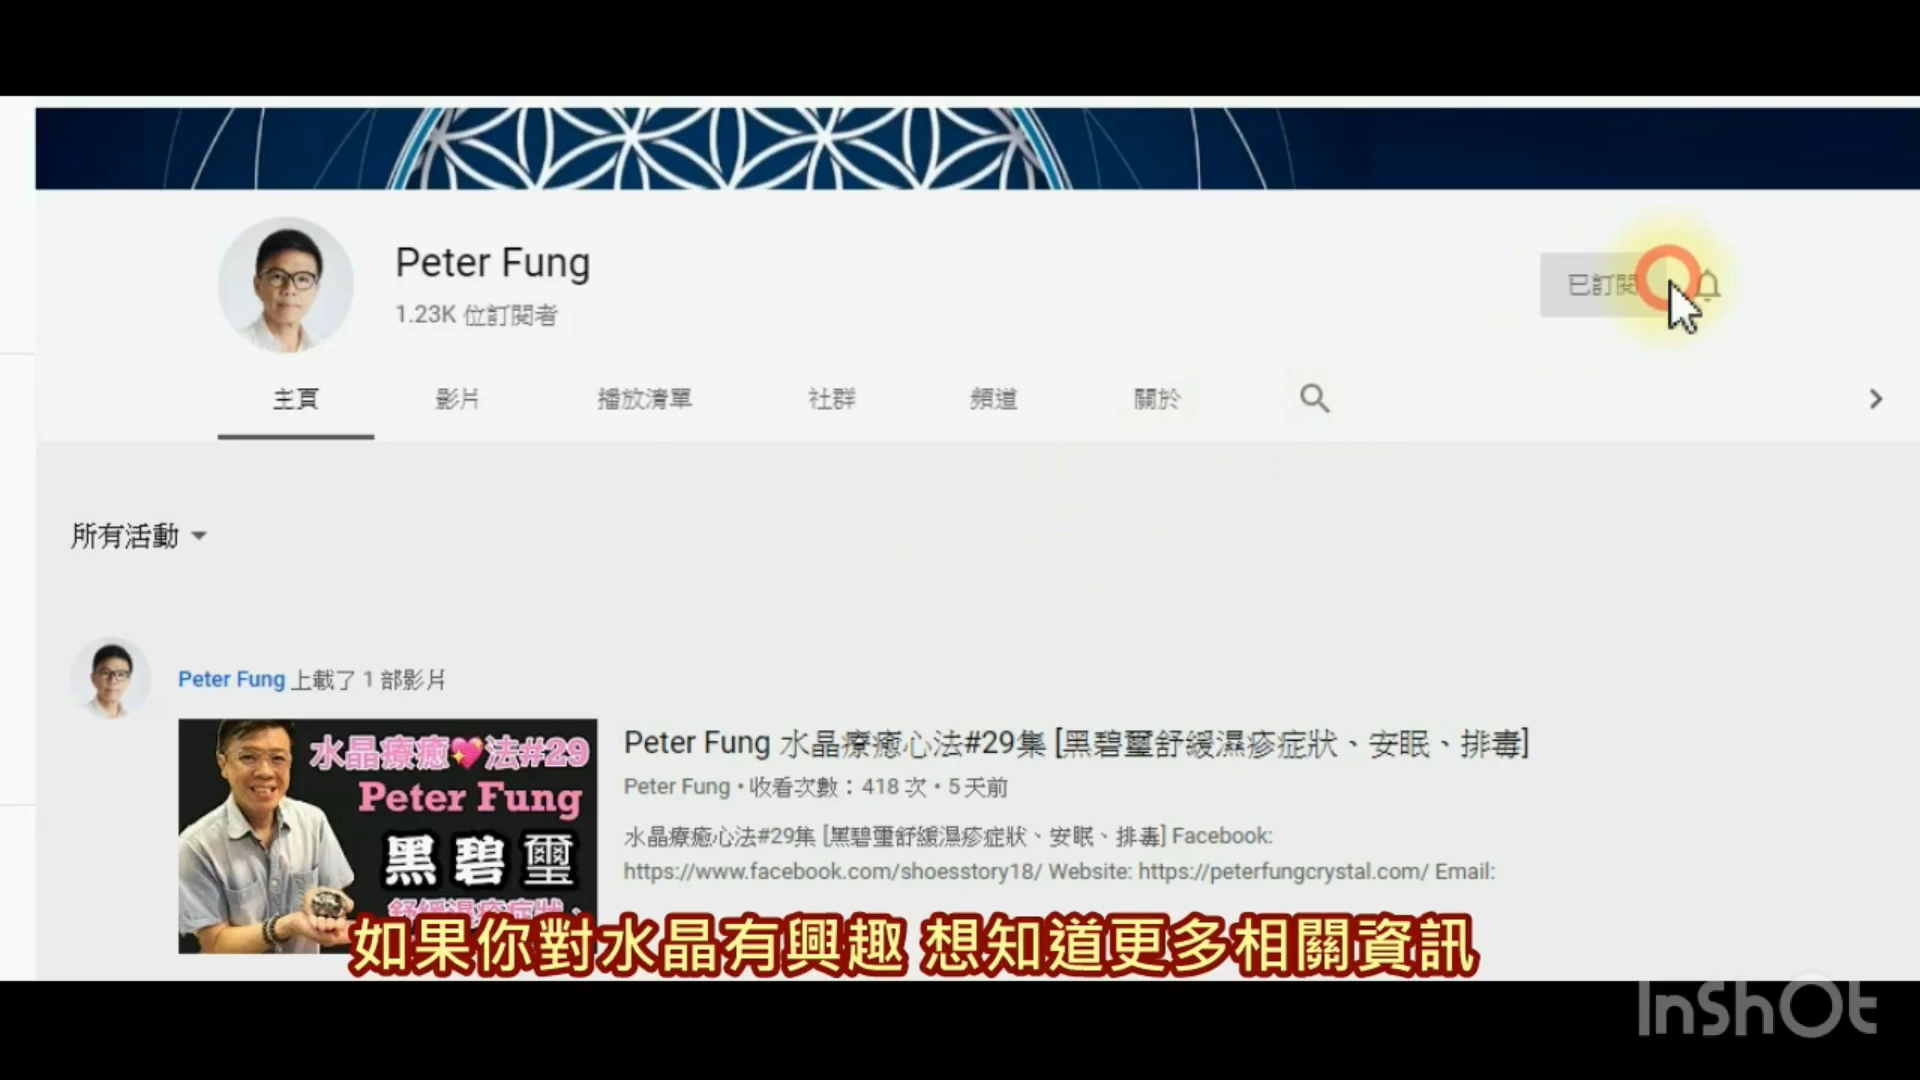 Peter Fung
1.23K 位訂閱者
已訂閱
主頁 影片 播放清單 社群 頻道 關於
所有活動
Peter Fung 上載了 1 部影片
水晶療癒💖法#29
Peter Fung
黑碧璽
舒緩濕疹症狀、
Peter Fung 水晶療癒心法#29集 [黑碧璽舒緩濕疹症狀、安眠、排毒]
Peter Fung • 收看次數：418 次 • 5 天前
水晶療癒心法#29集 [黑碧璽舒緩濕疹症狀、安眠、排毒] Facebook:
https://www.facebook.com/shoesstory18/ Website: https://peterfungcrystal.com/ Email:
如果你對水晶有興趣 想知道更多相關資訊
InShOt